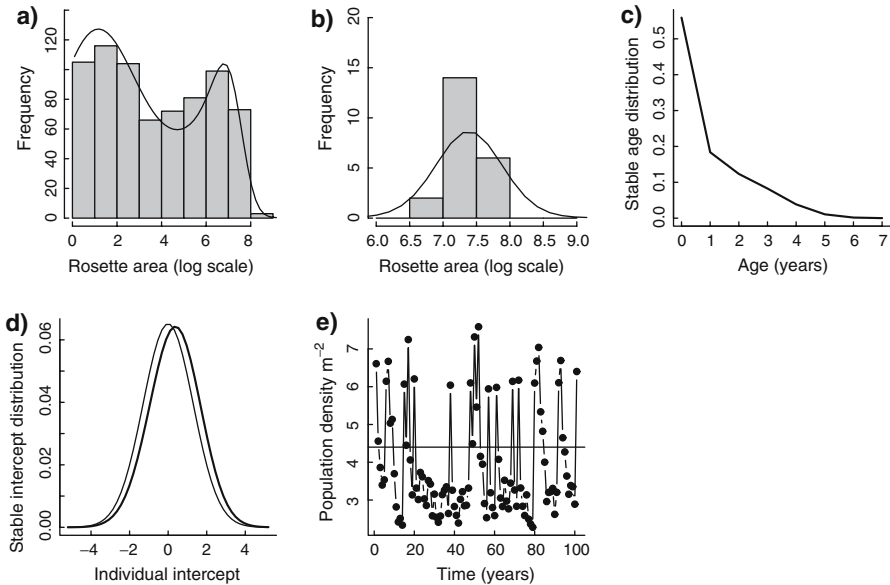 a)
Frequency
0 20 40 60 80 120
0 2 4 6 8
Rosette area (log scale)
b)
Frequency
0 5 10 15 20
6.0 6.5 7.0 7.5 8.0 8.5 9.0
Rosette area (log scale)
c)
Stable age distribution
0.0 0.1 0.2 0.3 0.4 0.5
0 1 2 3 4 5 6 7
Age (years)
d)
Stable intercept distribution
0.00 0.02 0.04 0.06
−4 −2 0 2 4
Individual intercept
e)
Population density m⁻²
3 4 5 6 7
0 20 40 60 80 100
Time (years)